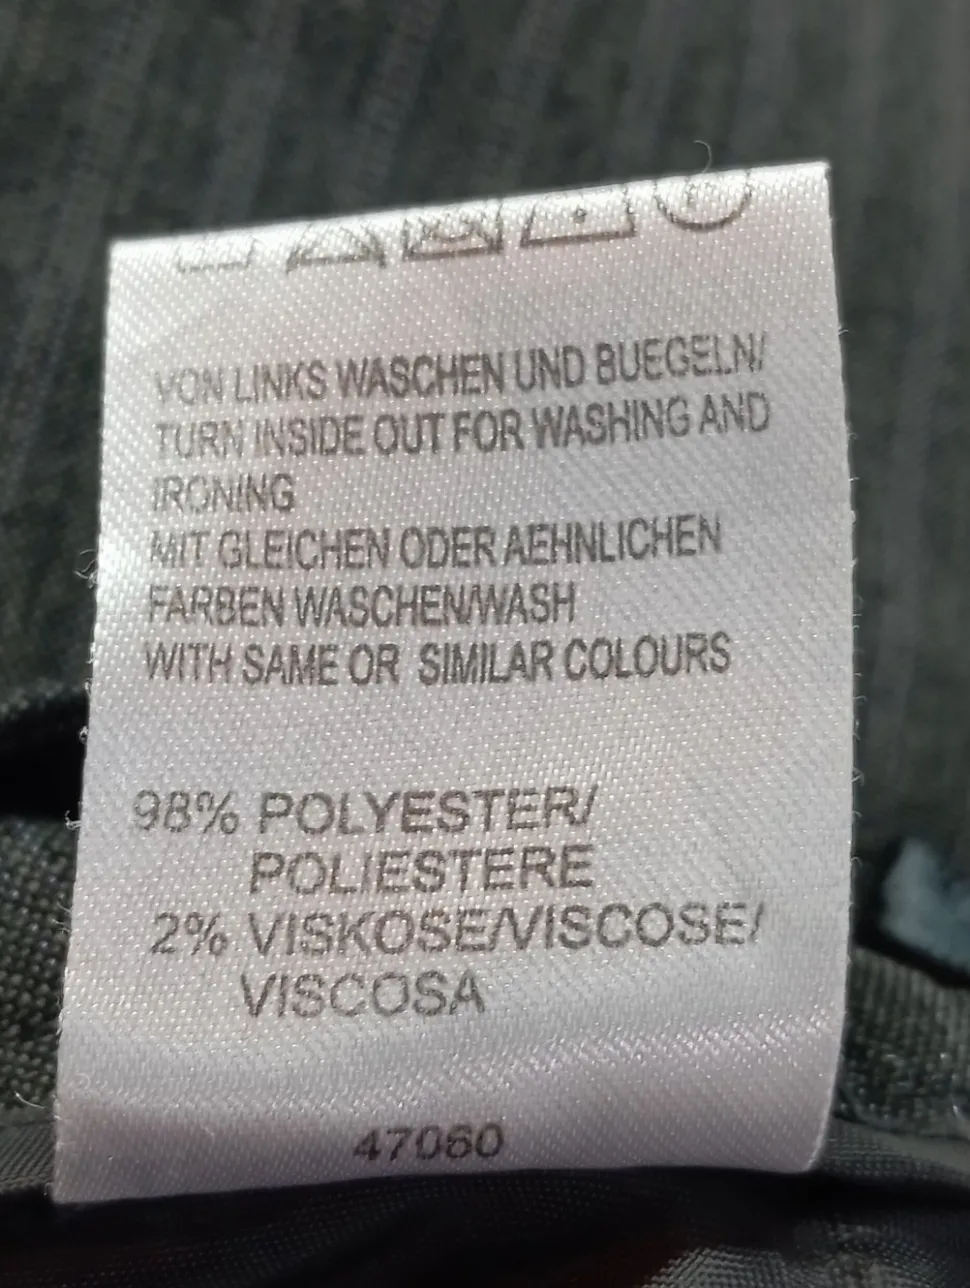 VON LINKS WASCHEN UND BUEGELN/
TURN INSIDE OUT FOR WASHING AND
IRONING
MIT GLEICHEN ODER AEHNLICHEN
FARBEN WASCHEN/WASH
WITH SAME OR SIMILAR COLOURS
98% POLYESTER/
POLIESTERE
2% VISKOSE/VISCOSE/
VISCOSA
47060